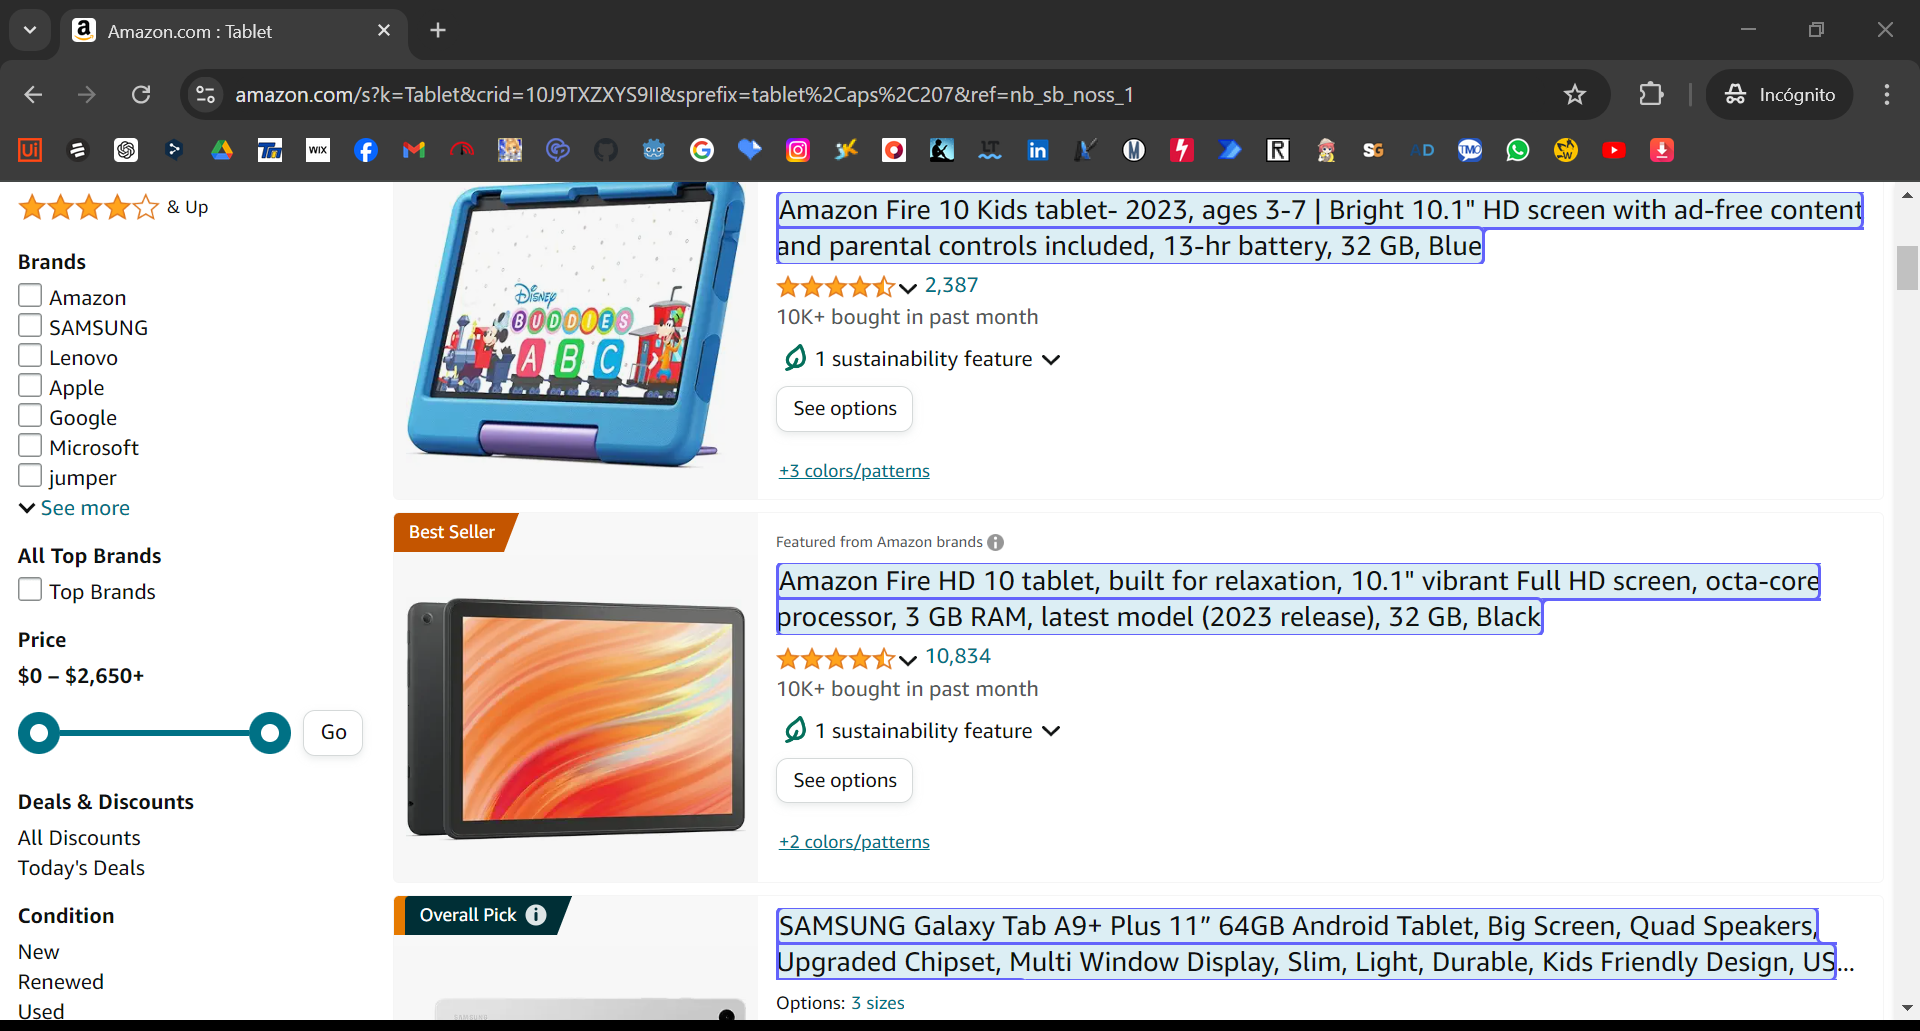 Amazon.com : Tablet
amazon.com/s?k=Tablet&crid=10J9TXZXYS9II&sprefix=tablet%2Caps%2C207&ref=nb_sb_noss_1
Incógnito
& Up
Brands
Amazon
SAMSUNG
Lenovo
Apple
Google
Microsoft
jumper
See more
All Top Brands
Top Brands
Price
$0 – $2,650+
Go
Deals & Discounts
All Discounts
Today's Deals
Condition
New
Renewed
Used
Disney
BUDDIES
ABC
Amazon Fire 10 Kids tablet- 2023, ages 3-7 | Bright 10.1" HD screen with ad-free content
and parental controls included, 13-hr battery, 32 GB, Blue
2,387
10K+ bought in past month
1 sustainability feature
See options
+3 colors/patterns
Best Seller
Featured from Amazon brands
Amazon Fire HD 10 tablet, built for relaxation, 10.1" vibrant Full HD screen, octa-core
processor, 3 GB RAM, latest model (2023 release), 32 GB, Black
10,834
10K+ bought in past month
1 sustainability feature
See options
+2 colors/patterns
Overall Pick
SAMSUNG Galaxy Tab A9+ Plus 11” 64GB Android Tablet, Big Screen, Quad Speakers,
Upgraded Chipset, Multi Window Display, Slim, Light, Durable, Kids Friendly Design, US...
Options: 3 sizes